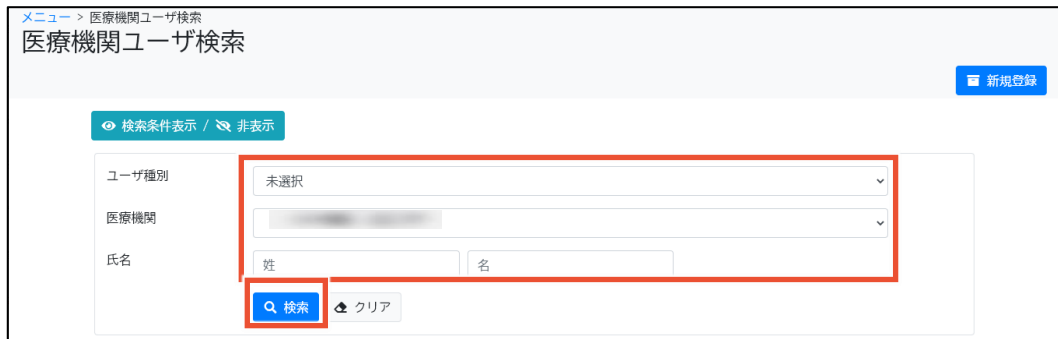 メニュー > 医療機関ユーザ検索
医療機関ユーザ検索
新規登録
検索条件表示 / 非表示
ユーザ種別
未選択
医療機関
氏名
姓
名
検索
クリア